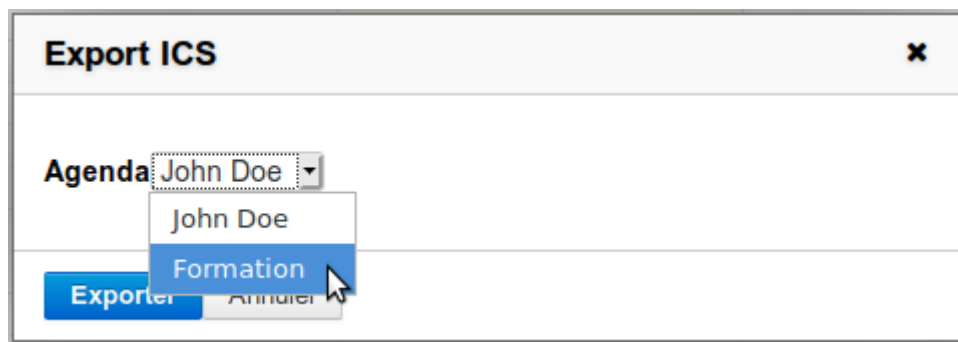 Export ICS
Agenda John Doe
John Doe
Formation
Exporter Annuler